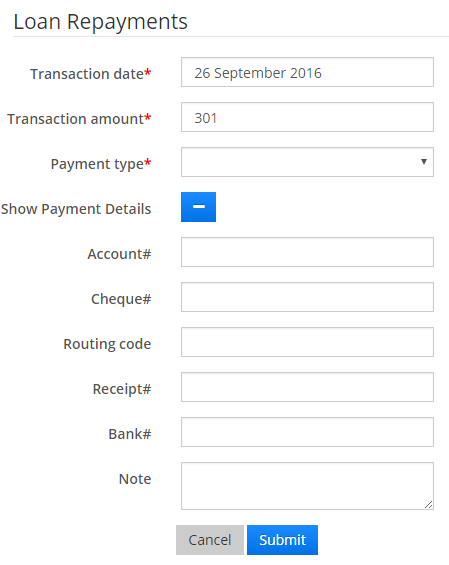 Loan Repayments
Transaction date* 26 September 2016
Transaction amount* 301
Payment type*
Show Payment Details
Account#
Cheque#
Routing code
Receipt#
Bank#
Note
Cancel Submit